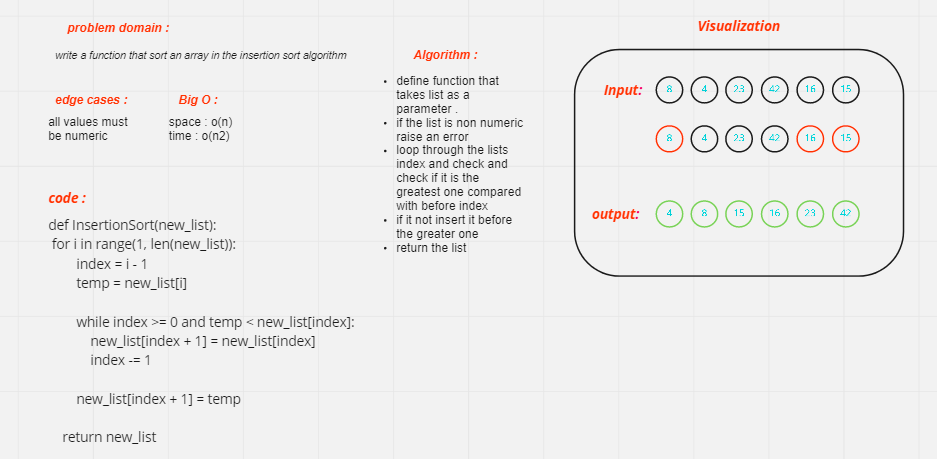 problem domain :
write a function that sort an array in the insertion sort algorithm
edge cases :
all values must
be numeric
Big O :
space : o(n)
time : o(n2)
code :
def InsertionSort(new_list):
for i in range(1, len(new_list)):
index = i - 1
temp = new_list[i]
while index >= 0 and temp < new_list[index]:
new_list[index + 1] = new_list[index]
index -= 1
new_list[index + 1] = temp
return new_list
Algorithm :
• define function that
takes list as a
parameter .
• if the list is non numeric
raise an error
• loop through the lists
index and check and
check if it is the
greatest one compared
with before index
• if it not insert it before
the greater one
• return the list
Visualization
Input: 8 4 23 42 16 15
8 4 23 42 16 15
output: 4 8 15 16 23 42